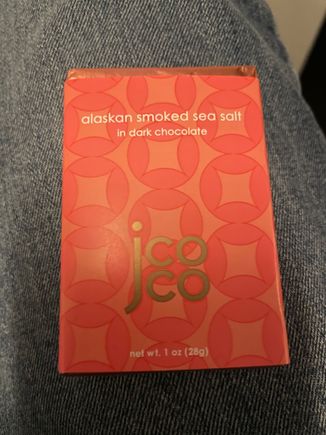 alaskan smoked sea salt
in dark chocolate
jco
jco
net wt. 1 oz (28g)